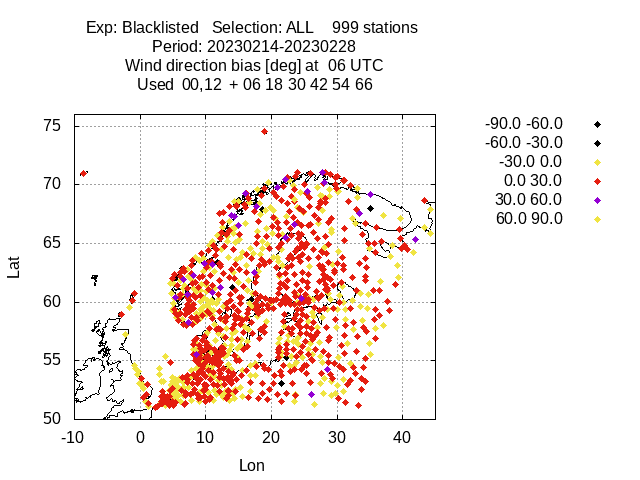 Exp: Blacklisted Selection: ALL 999 stations
Period: 20230214-20230228
Wind direction bias [deg] at 06 UTC
Used 00,12 + 06 18 30 42 54 66
-90.0 -60.0
-60.0 -30.0
-30.0 0.0
0.0 30.0
30.0 60.0
60.0 90.0
75
70
65
60
55
50
Lat
-10 0 10 20 30 40
Lon